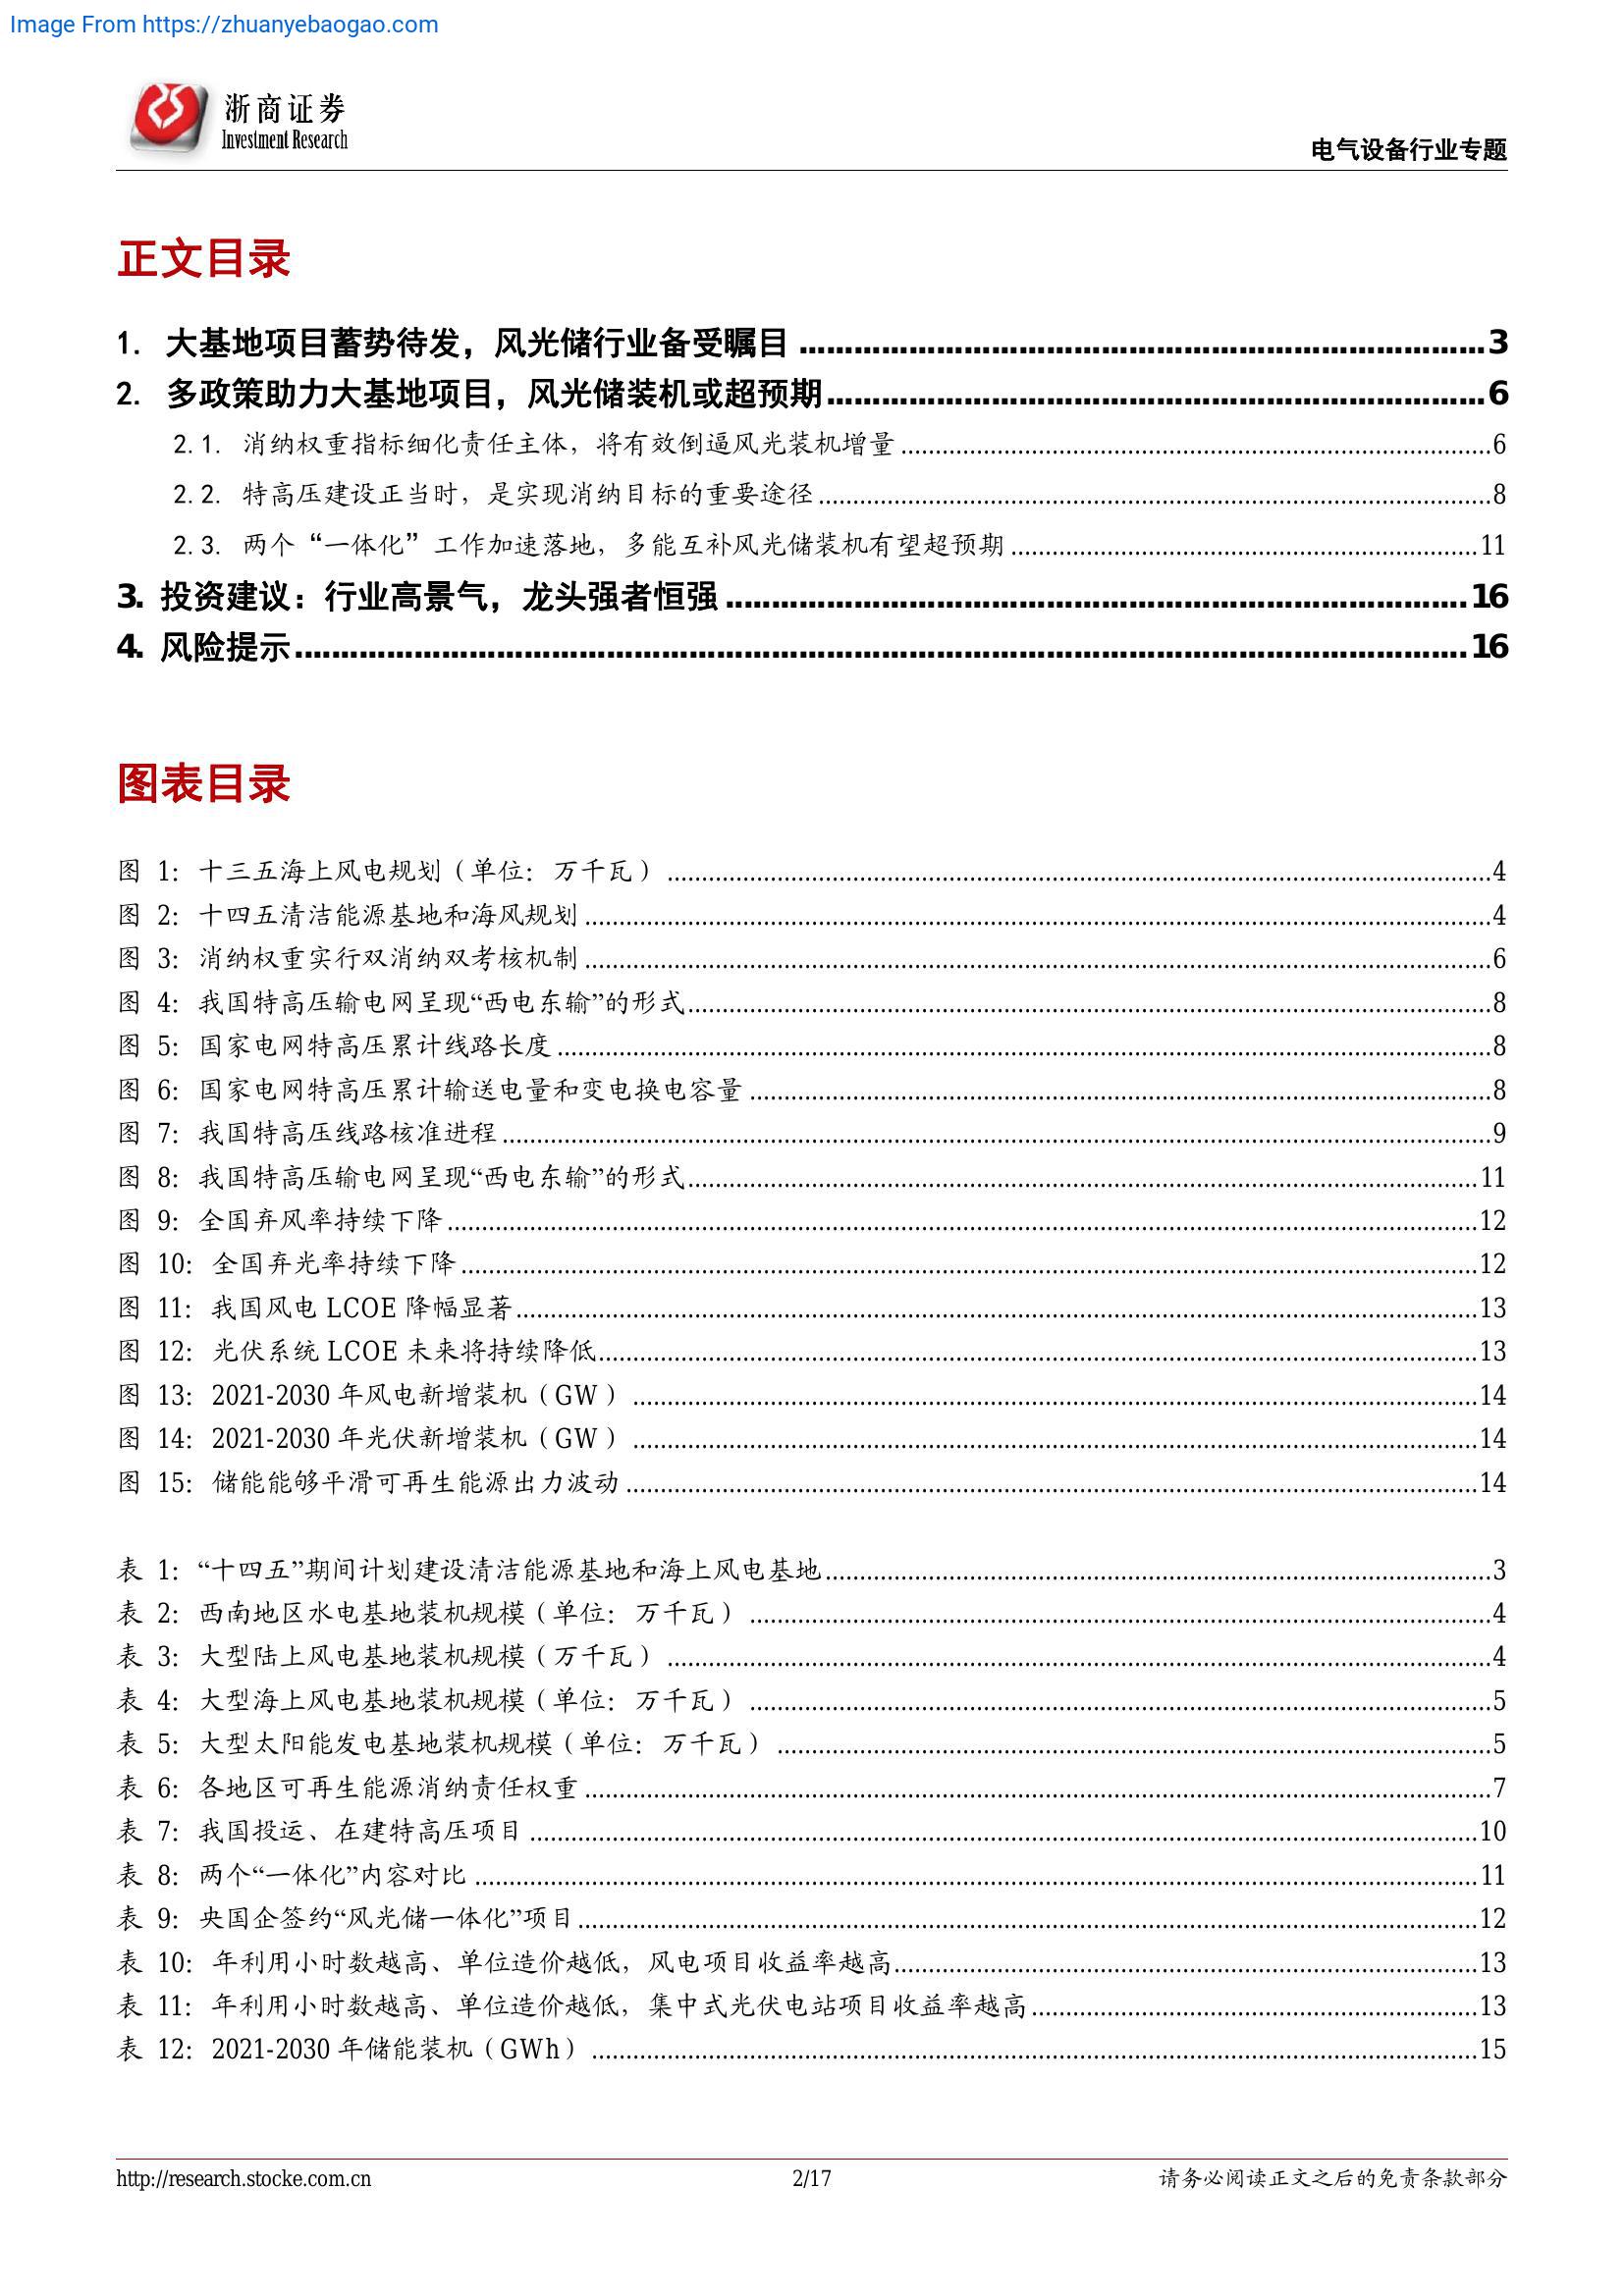 Image From https://zhuanyebaogao.com
浙商证券
Investment Research
电气设备行业专题
正文目录
1. 大基地项目蓄势待发，风光储行业备受瞩目 ........ 3
2. 多政策助力大基地项目，风光储装机或超预期 ........ 6
2.1. 消纳权重指标细化责任主体，将有效倒逼风光装机增量 ........ 6
2.2. 特高压建设正当时，是实现消纳目标的重要途径 ........ 8
2.3. 两个“一体化”工作加速落地，多能互补风光储装机有望超预期 ........ 11
3. 投资建议：行业高景气，龙头强者恒强 ........ 16
4. 风险提示 ........ 16
图表目录
图 1：十三五海上风电规划（单位：万千瓦） ........ 4
图 2：十四五清洁能源基地和海风规划 ........ 4
图 3：消纳权重实行双消纳双考核机制 ........ 6
图 4：我国特高压输电网呈现“西电东输”的形式 ........ 8
图 5：国家电网特高压累计线路长度 ........ 8
图 6：国家电网特高压累计输送电量和变电换电容量 ........ 8
图 7：我国特高压线路核准进程 ........ 9
图 8：我国特高压输电网呈现“西电东输”的形式 ........ 11
图 9：全国弃风率持续下降 ........ 12
图 10：全国弃光率持续下降 ........ 12
图 11：我国风电 LCOE 降幅显著 ........ 13
图 12：光伏系统 LCOE 未来将持续降低 ........ 13
图 13：2021-2030 年风电新增装机（GW） ........ 14
图 14：2021-2030 年光伏新增装机（GW） ........ 14
图 15：储能能够平滑可再生能源出力波动 ........ 14
表 1：“十四五”期间计划建设清洁能源基地和海上风电基地 ........ 3
表 2：西南地区水电基地装机规模（单位：万千瓦） ........ 4
表 3：大型陆上风电基地装机规模（万千瓦） ........ 4
表 4：大型海上风电基地装机规模（单位：万千瓦） ........ 5
表 5：大型太阳能发电基地装机规模（单位：万千瓦） ........ 5
表 6：各地区可再生能源消纳责任权重 ........ 7
表 7：我国投运、在建特高压项目 ........ 10
表 8：两个“一体化”内容对比 ........ 11
表 9：央国企签约“风光储一体化”项目 ........ 12
表 10：年利用小时数越高、单位造价越低，风电项目收益率越高 ........ 13
表 11：年利用小时数越高、单位造价越低，集中式光伏电站项目收益率越高 ........ 13
表 12：2021-2030 年储能装机（GWh） ........ 15
http://research.stocke.com.cn
2/17
请务必阅读正文之后的免责条款部分